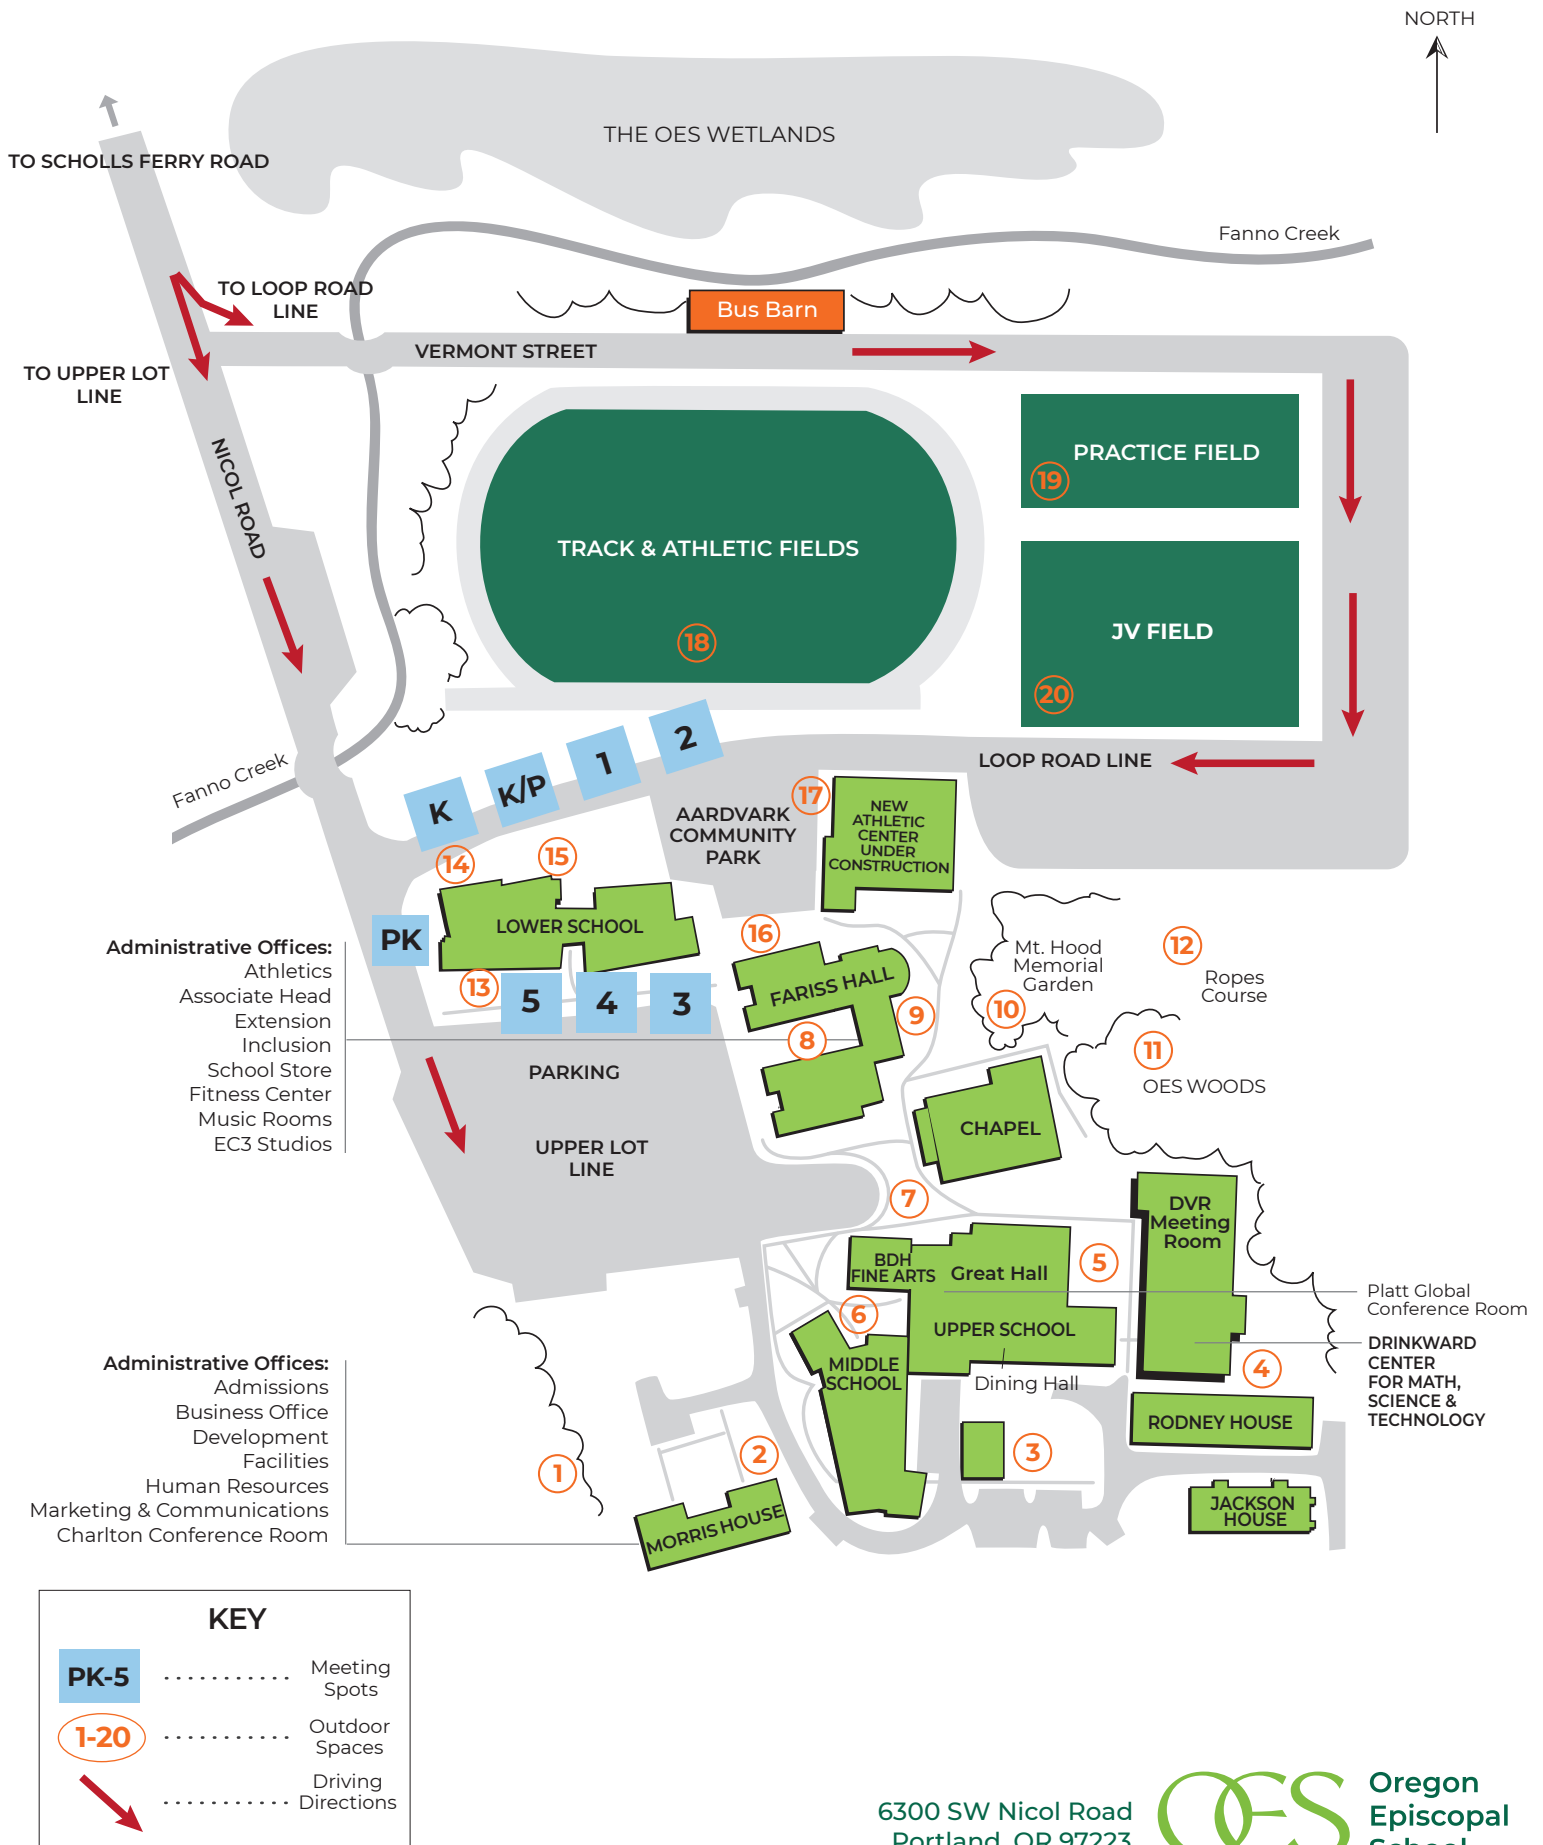 NORTH
THE OES WETLANDS
TO SCHOLLS FERRY ROAD
Fanno Creek
TO LOOP ROAD
LINE
Bus Barn
VERMONT STREET
TO UPPER LOT
LINE
NICOL ROAD
PRACTICE FIELD
19
TRACK & ATHLETIC FIELDS
18
JV FIELD
20
Fanno Creek
K
K/P
1
2
LOOP ROAD LINE
AARDVARK
COMMUNITY
PARK
17
NEW
ATHLETIC
CENTER
UNDER
CONSTRUCTION
14
15
LOWER SCHOOL
PK
13
5
4
3
16
FARISS HALL
9
8
Mt. Hood
Memorial
Garden
10
12
Ropes
Course
11
OES WOODS
Administrative Offices:
Athletics
Associate Head
Extension
Inclusion
School Store
Fitness Center
Music Rooms
EC3 Studios
PARKING
UPPER LOT
LINE
CHAPEL
7
DVR
Meeting
Room
BDH
FINE ARTS
Great Hall
5
6
UPPER SCHOOL
Platt Global
Conference Room
DRINKWARD
CENTER
FOR MATH,
SCIENCE &
TECHNOLOGY
MIDDLE
SCHOOL
Dining Hall
4
RODNEY HOUSE
3
JACKSON
HOUSE
1
2
MORRIS HOUSE
Administrative Offices:
Admissions
Business Office
Development
Facilities
Human Resources
Marketing & Communications
Charlton Conference Room
KEY
PK-5 ........... Meeting
Spots
1-20 ........... Outdoor
Spaces
........... Driving
Directions
6300 SW Nicol Road
Portland, OR 97223
OES
Oregon
Episcopal
School